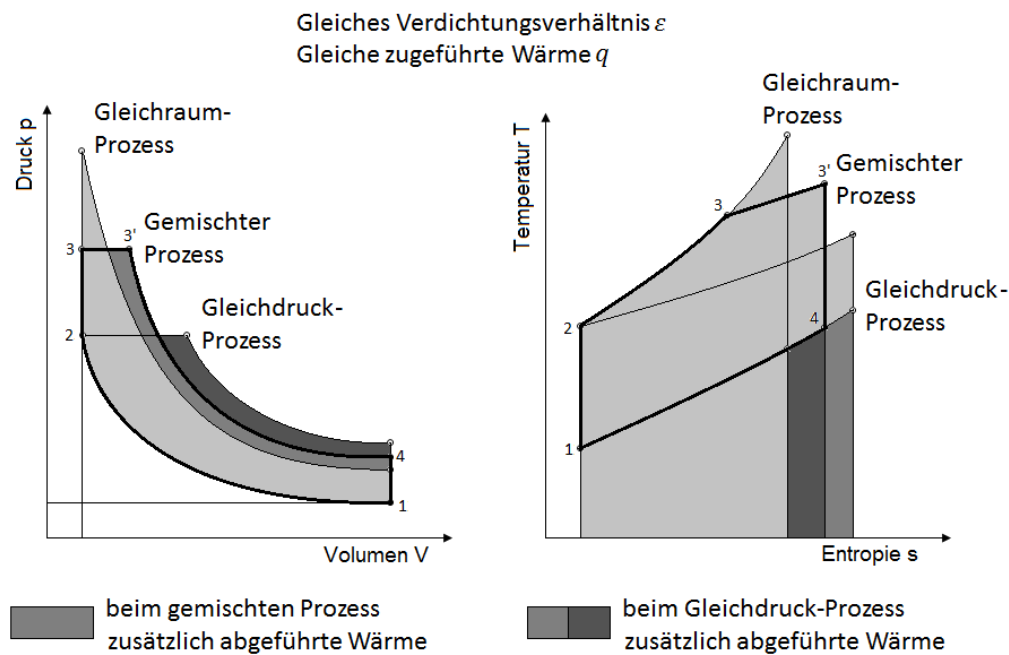 Gleiches Verdichtungsverhältnis ε
Gleiche zugeführte Wärme q
Druck p
Gleichraum-
Prozess
3
3'
Gemischter
Prozess
2
Gleichdruck-
Prozess
4
1
Volumen V
Temperatur T
Gleichraum-
Prozess
3
3'
Gemischter
Prozess
2
Gleichdruck-
Prozess
4
1
Entropie s
beim gemischten Prozess
zusätzlich abgeführte Wärme
beim Gleichdruck-Prozess
zusätzlich abgeführte Wärme